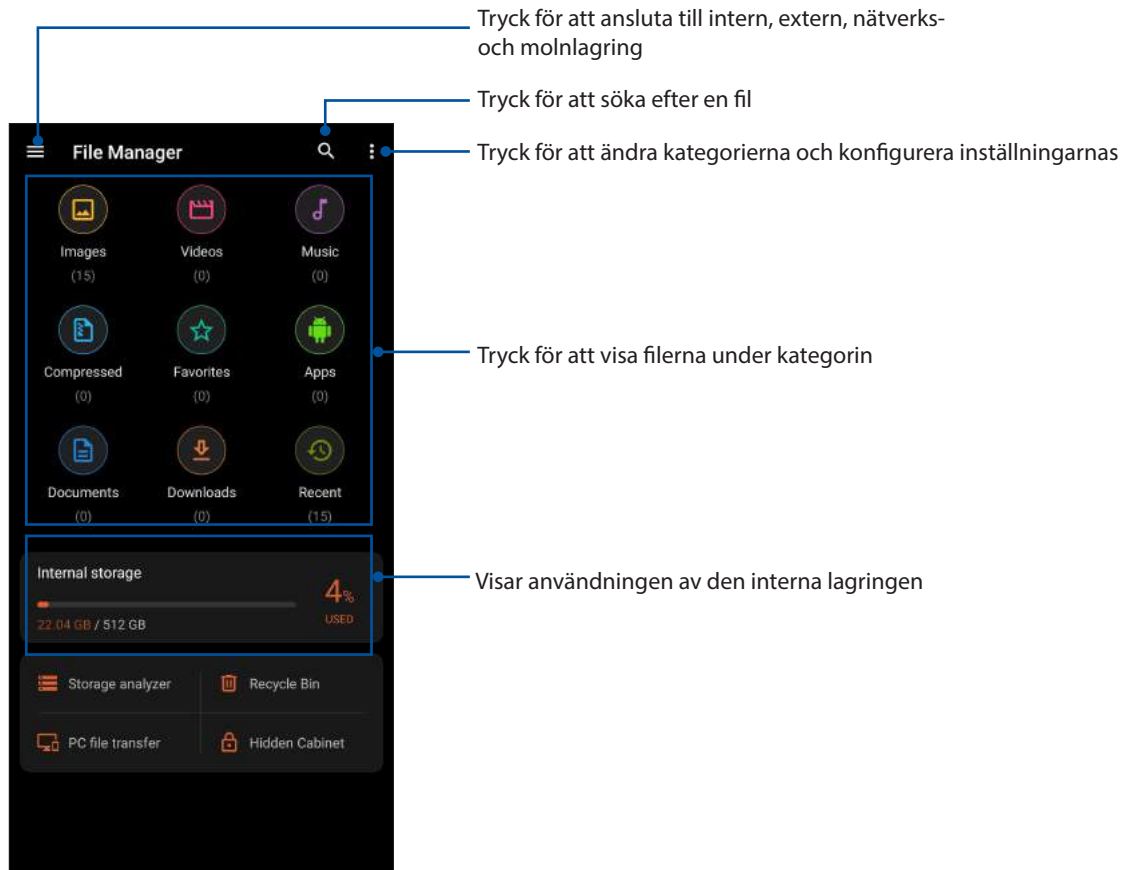 Tryck för att ansluta till intern, extern, nätverks-
och molnlagring
Tryck för att söka efter en fil
File Manager
Tryck för att ändra kategorierna och konfigurera inställningarnas
Images Videos Music
(15) (0) (0)
Compressed Favorites Apps
(0) (0) (0)
Tryck för att visa filerna under kategorin
Documents Downloads Recent
(0) (0) (15)
Internal storage
4%
USED
22.04 GB / 512 GB
Visar användningen av den interna lagringen
Storage analyzer Recycle Bin
PC file transfer Hidden Cabinet